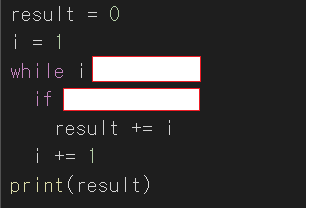 result = 0
i = 1
while i
  if
    result += i
  i += 1
print(result)